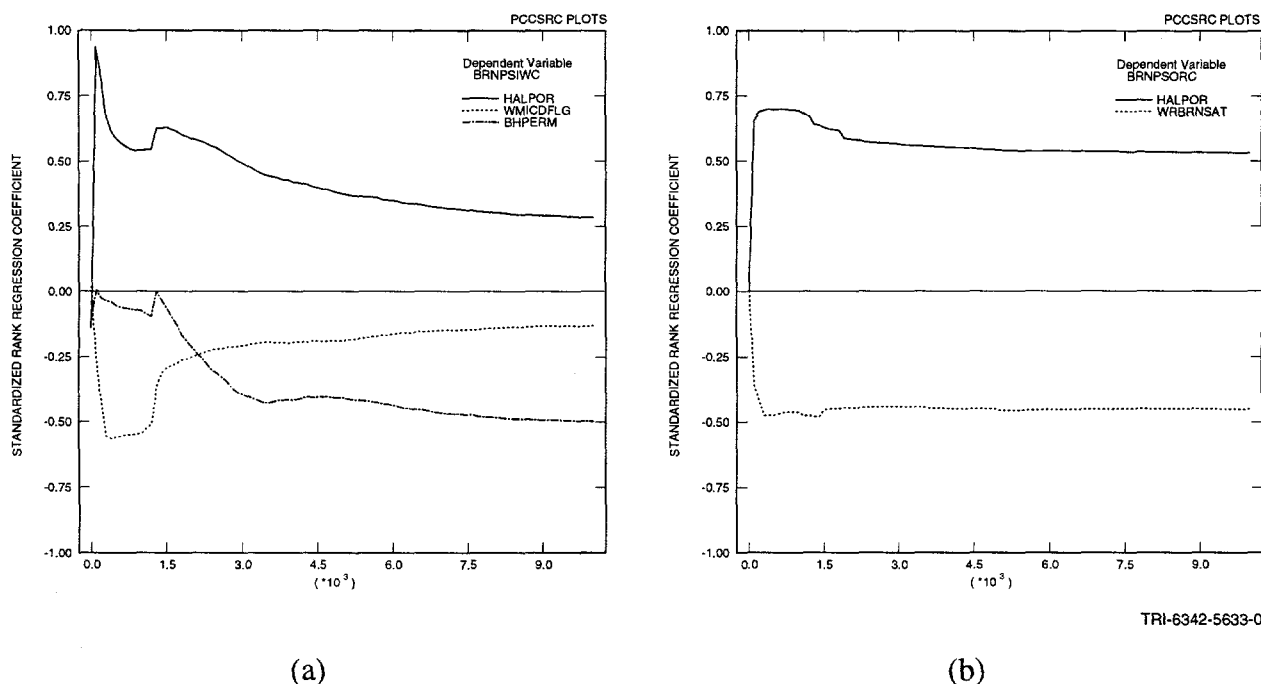 PCCSRC PLOTS
Dependent Variable
BRNPSIWC
HALPOR
WMICDFLG
BHPERM
STANDARDIZED RANK REGRESSION COEFFICIENT
1.00
0.75
0.50
0.25
0.00
-0.25
-0.50
-0.75
-1.00
0.0 1.5 3.0 4.5 6.0 7.5 9.0
(*10 3 )
(a)
PCCSRC PLOTS
Dependent Variable
BRNPSORC
HALPOR
WRBRNSAT
STANDARDIZED RANK REGRESSION COEFFICIENT
1.00
0.75
0.50
0.25
0.00
-0.25
-0.50
-0.75
-1.00
0.0 1.5 3.0 4.5 6.0 7.5 9.0
(*10 3 )
TRI-6342-5633-0
(b)